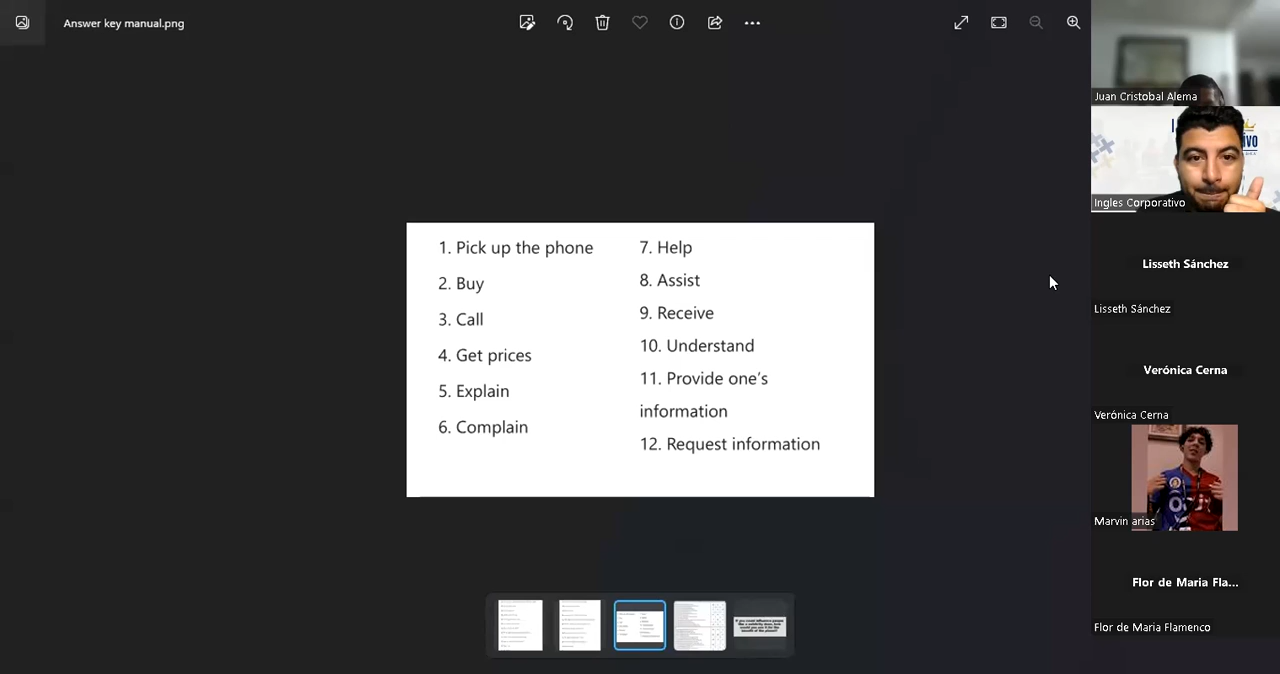 Answer key manual.png
1. Pick up the phone
2. Buy
3. Call
4. Get prices
5. Explain
6. Complain
7. Help
8. Assist
9. Receive
10. Understand
11. Provide one's
information
12. Request information
Juan Cristobal Alema
Ingles Corporativo
Lisseth Sánchez
Lisseth Sánchez
Verónica Cerna
Verónica Cerna
Marvin arias
Flor de Maria Fla...
Flor de Maria Flamenco